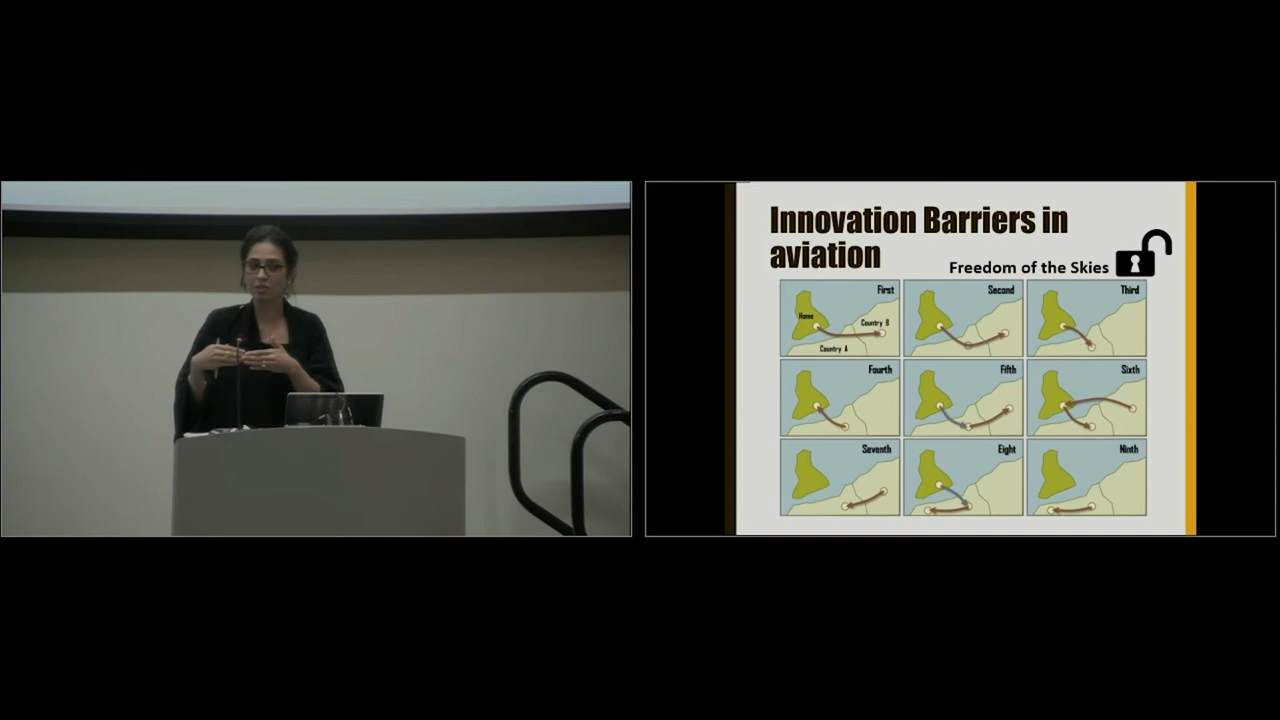 Innovation Barriers in
aviation
Freedom of the Skies
First
Home
Country B
Country A
Second
Third
Fourth
Fifth
Sixth
Seventh
Eight
Ninth